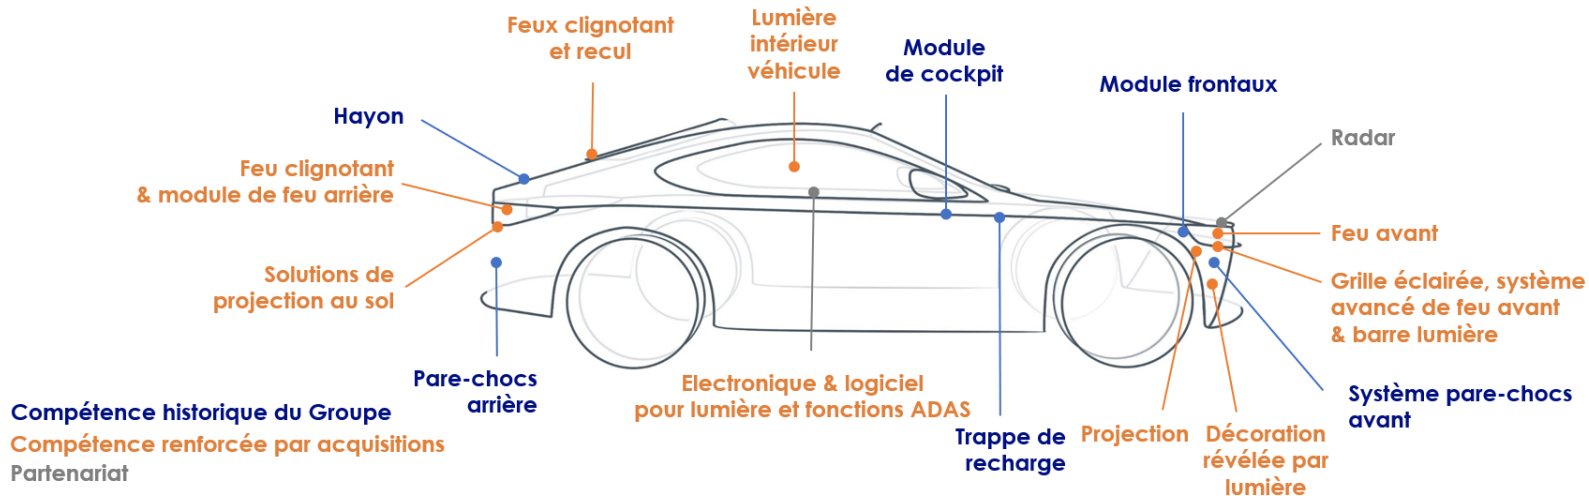 Feux clignotant
et recul
Lumière
intérieur
véhicule
Module
de cockpit
Module frontaux
Hayon
Radar
Feu clignotant
& module de feu arrière
Feu avant
Solutions de
projection au sol
Grille éclairée, système
avancé de feu avant
& barre lumière
Pare-chocs
arrière
Electronique & logiciel
pour lumière et fonctions ADAS
Système pare-chocs
avant
Trappe de
recharge
Projection
Décoration
révélée par
lumière
Compétence historique du Groupe
Compétence renforcée par acquisitions
Partenariat